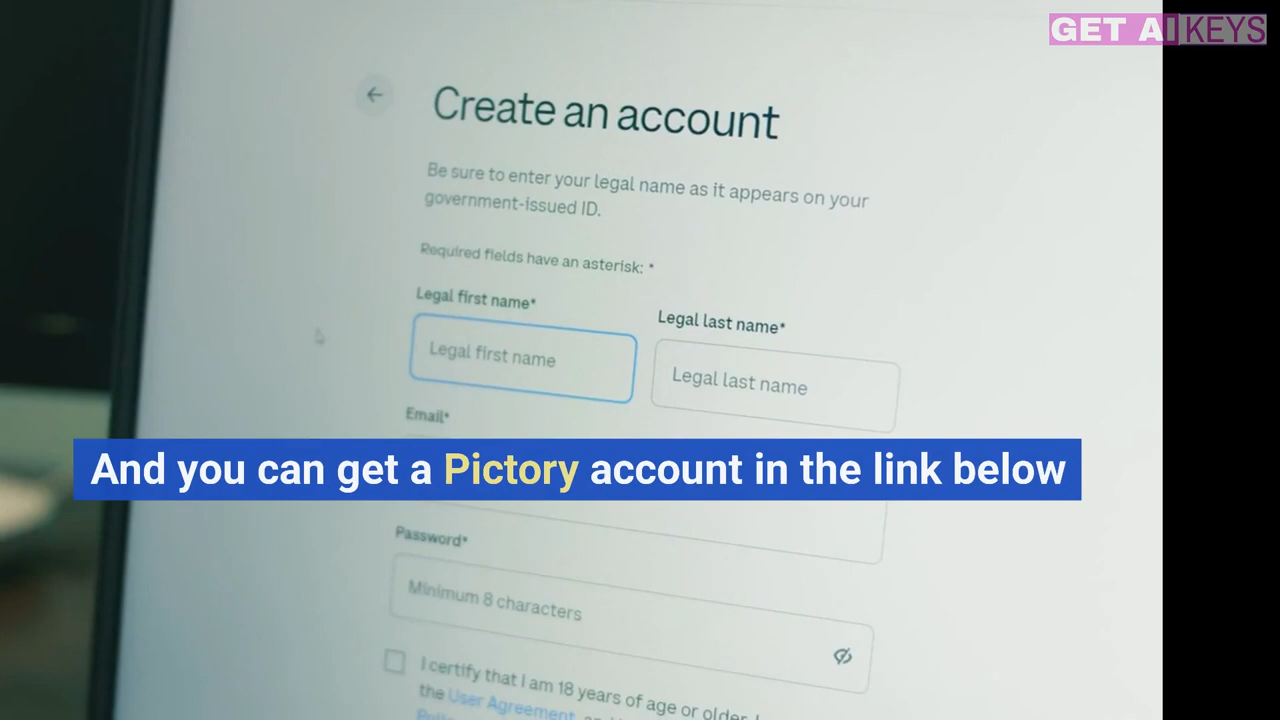 GET AI KEYS
Create an account
Be sure to enter your legal name as it appears on your
government-issued ID.
Required fields have an asterisk: *
Legal first name*
Legal last name*
Legal first name
Legal last name
Email*
And you can get a Pictory account in the link below
Password*
Minimum 8 characters
I certify that I am 18 years of age or older, I
the User Agreement, and